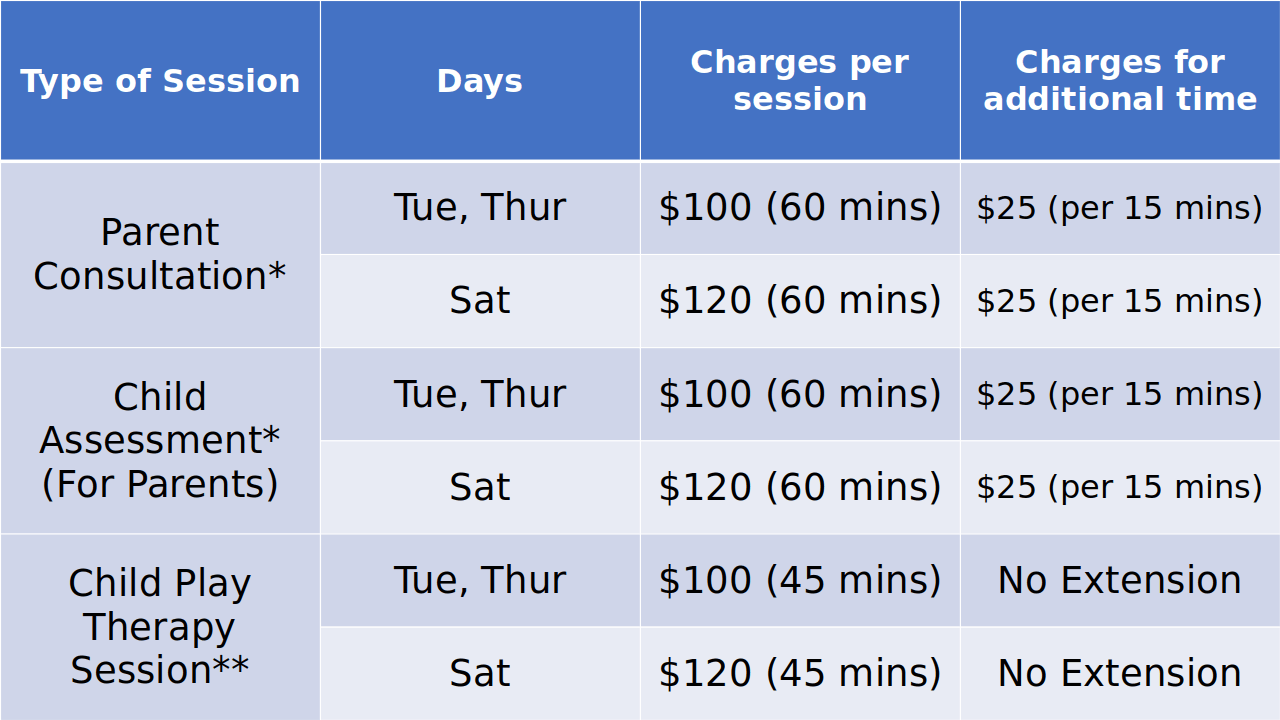 Type of Session
Days
Charges per
session
Charges for
additional time
Parent
Consultation*
Tue, Thur
$100 (60 mins)
$25 (per 15 mins)
Sat
$120 (60 mins)
$25 (per 15 mins)
Child
Assessment*
(For Parents)
Tue, Thur
$100 (60 mins)
$25 (per 15 mins)
Sat
$120 (60 mins)
$25 (per 15 mins)
Child Play
Therapy
Session**
Tue, Thur
$100 (45 mins)
No Extension
Sat
$120 (45 mins)
No Extension